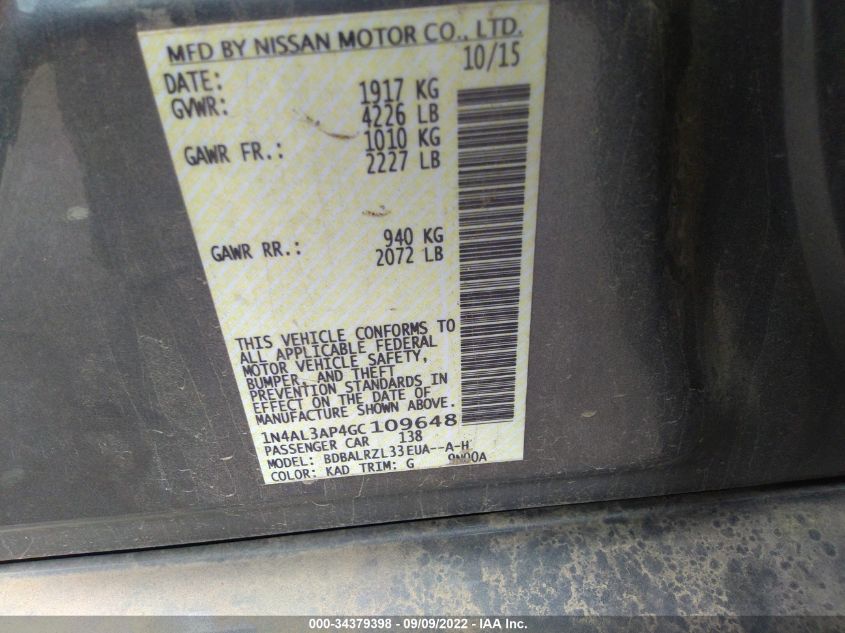 MFD BY NISSAN MOTOR CO., LTD.
DATE: 10/15
GVWR: 1917 KG
4226 LB
GAWR FR.: 1010 KG
2227 LB
GAWR RR.: 940 KG
2072 LB
THIS VEHICLE CONFORMS TO
ALL APPLICABLE FEDERAL
MOTOR VEHICLE SAFETY,
BUMPER, AND THEFT
PREVENTION STANDARDS IN
EFFECT ON THE DATE OF
MANUFACTURE SHOWN ABOVE.
1N4AL3AP4GC109648
PASSENGER CAR 138
MODEL: BDBALRZL33EUA--A-H
COLOR: KAD TRIM: G
000-34379398 - 09/09/2022 - IAA Inc.